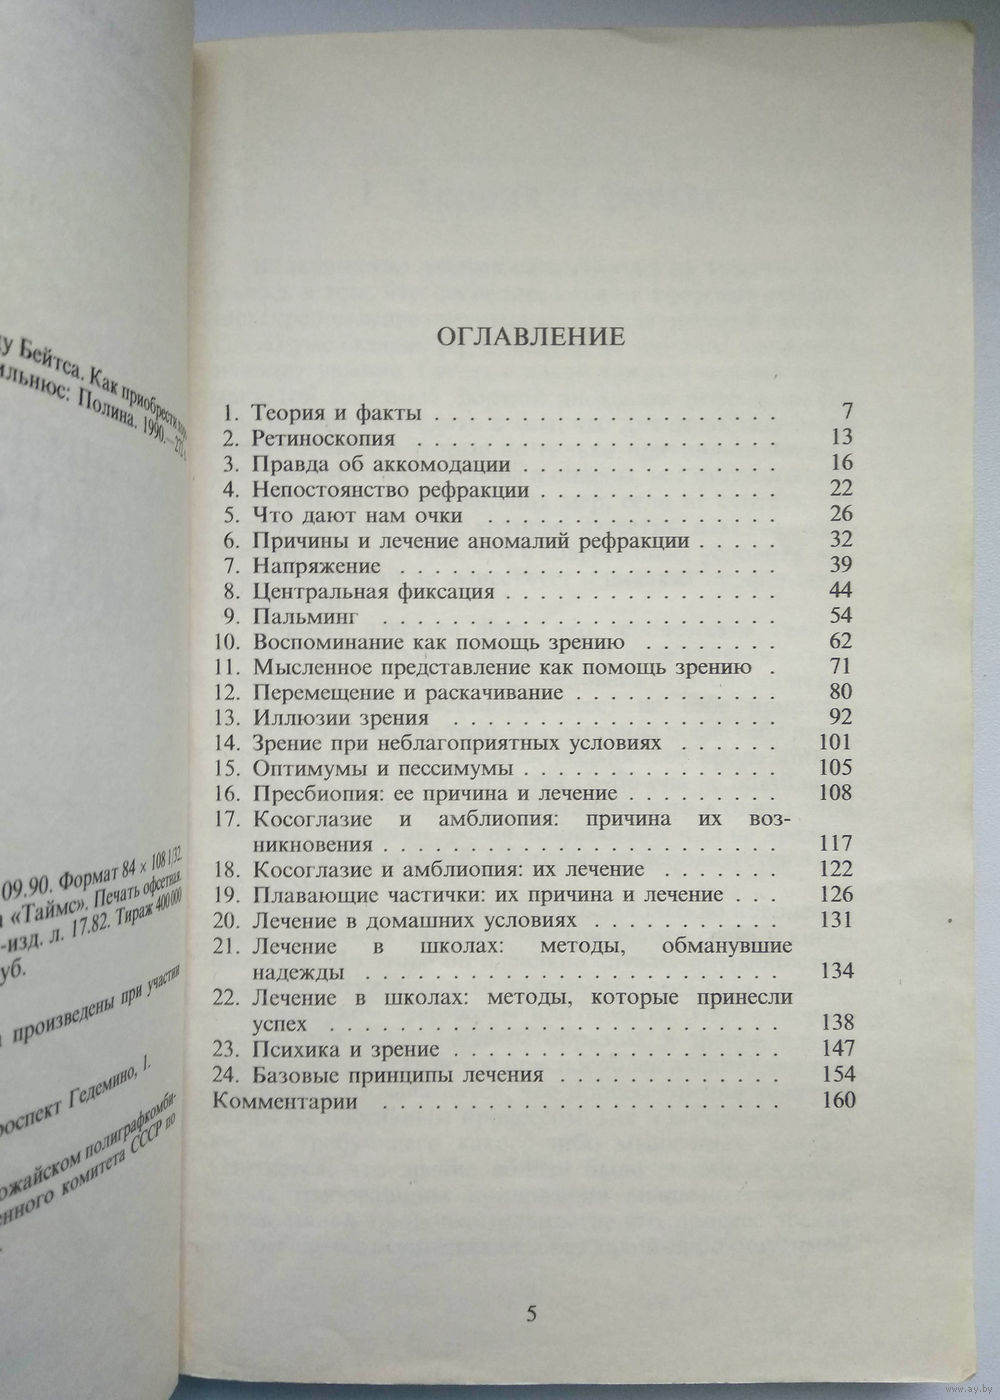 у Бейтса. Как приобрести
ильнюс: Полина. 1990.—
09.90. Формат 84 × 108 1/32.
«Таймс». Печать офсетная.
-изд. л. 17.82. Тираж 400 000
уб.
произведены при участии
роспект Гедемино, 1.
ожайском полиграфкомби-
енного комитета СССР по
ОГЛАВЛЕНИЕ
1. Теория и факты . . . . . . . . . . . . . . . . 7
2. Ретиноскопия . . . . . . . . . . . . . . . . . 13
3. Правда об аккомодации . . . . . . . . . . . . 16
4. Непостоянство рефракции . . . . . . . . . . . 22
5. Что дают нам очки . . . . . . . . . . . . . . 26
6. Причины и лечение аномалий рефракции . . . . . 32
7. Напряжение . . . . . . . . . . . . . . . . . . 39
8. Центральная фиксация . . . . . . . . . . . . . 44
9. Пальминг . . . . . . . . . . . . . . . . . . . 54
10. Воспоминание как помощь зрению . . . . . . . 62
11. Мысленное представление как помощь зрению . 71
12. Перемещение и раскачивание . . . . . . . . . . 80
13. Иллюзии зрения . . . . . . . . . . . . . . . 92
14. Зрение при неблагоприятных условиях . . . . . . 101
15. Оптимумы и пессимумы . . . . . . . . . . . . . 105
16. Пресбиопия: ее причина и лечение . . . . . . . . 108
17. Косоглазие и амблиопия: причина их воз-
никновения . . . . . . . . . . . . . . . . . . 117
18. Косоглазие и амблиопия: их лечение . . . . . . . 122
19. Плавающие частички: их причина и лечение . . . 126
20. Лечение в домашних условиях . . . . . . . . . . 131
21. Лечение в школах: методы, обманувшие
надежды . . . . . . . . . . . . . . . . . . . 134
22. Лечение в школах: методы, которые принесли
успех . . . . . . . . . . . . . . . . . . . . . 138
23. Психика и зрение . . . . . . . . . . . . . . . . 147
24. Базовые принципы лечения . . . . . . . . . . . 154
Комментарии . . . . . . . . . . . . . . . . . . . 160
5
www.ay.by